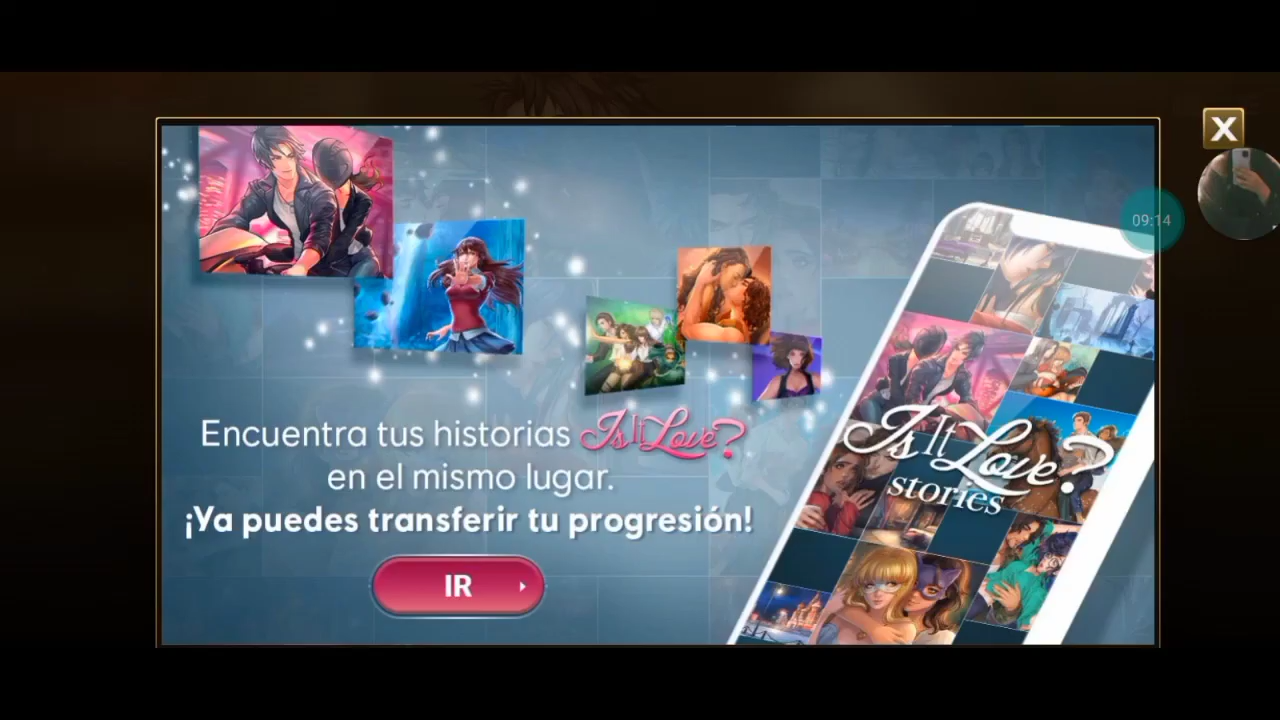 X
09:14
Encuentra tus historias Is It Love?
en el mismo lugar.
¡Ya puedes transferir tu progresión!
IR
Is It Love?
stories